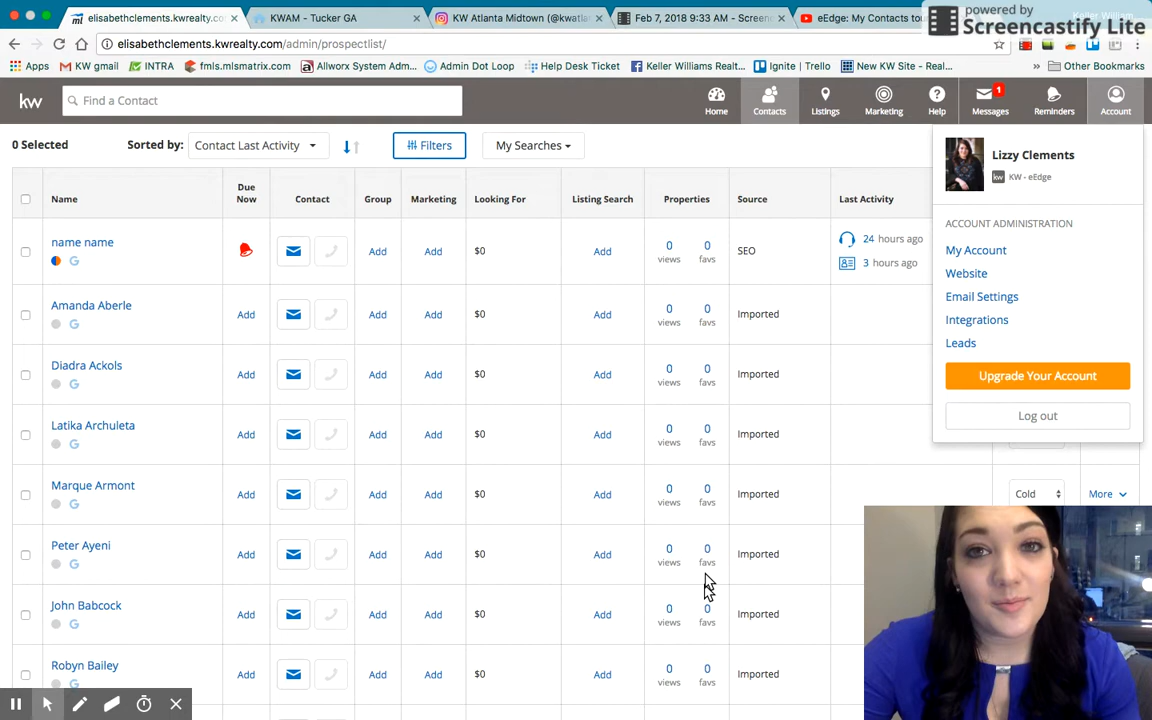 elisabethclements.kwrealty.co
KWAM - Tucker GA
KW Atlanta Midtown (@kwatla
Feb 7, 2018 9:33 AM - Screenc
eEdge: My Contacts tou
powered by
Screencastify Lite
elisabethclements.kwrealty.com/admin/prospectlist/
Apps
KW gmail
INTRA
fmls.mlsmatrix.com
Allworx System Adm...
Admin Dot Loop
Help Desk Ticket
Keller Williams Realt...
Ignite | Trello
New KW Site - Real...
»
Other Bookmarks
kw
Find a Contact
Home
Contacts
Listings
Marketing
Help
Messages
1
Reminders
Account
0 Selected
Sorted by:
Contact Last Activity
Filters
My Searches
Lizzy Clements
kw
KW - eEdge
ACCOUNT ADMINISTRATION
My Account
Website
Email Settings
Integrations
Leads
Upgrade Your Account
Log out
Name
Due
Now
Contact
Group
Marketing
Looking For
Listing Search
Properties
Source
Last Activity
name name
G
Add
Add
$0
Add
0 0
views favs
SEO
24 hours ago
3 hours ago
Amanda Aberle
G
Add
Add
Add
$0
Add
0 0
views favs
Imported
Diadra Ackols
G
Add
Add
Add
$0
Add
0 0
views favs
Imported
Latika Archuleta
G
Add
Add
Add
$0
Add
0 0
views favs
Imported
Marque Armont
G
Add
Add
Add
$0
Add
0 0
views favs
Imported
Cold
More
Peter Ayeni
G
Add
Add
Add
$0
Add
0 0
views favs
Imported
John Babcock
G
Add
Add
Add
$0
Add
0 0
views favs
Imported
Robyn Bailey
Add
Add
Add
$0
Add
0 0
views favs
Imported